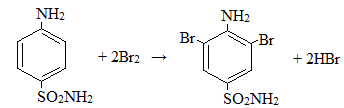 NH2 NH2
Br Br
+ 2Br2 → + 2HBr
SO2NH2 SO2NH2